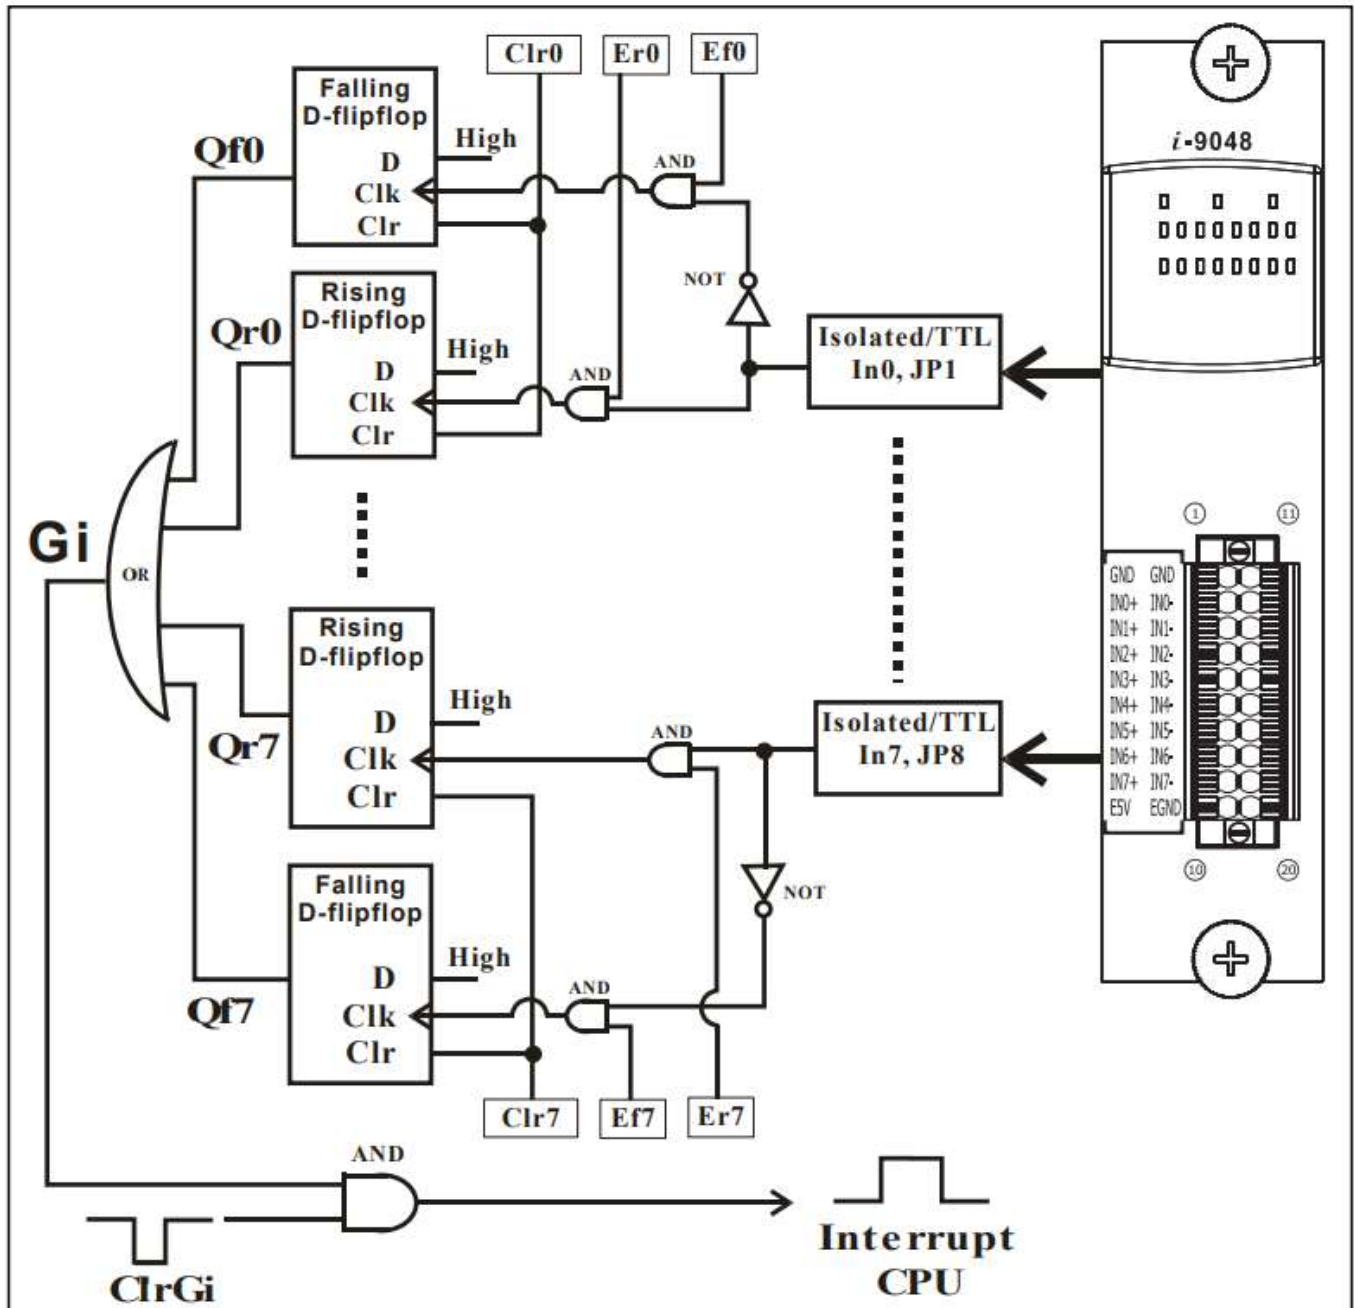 Clr0
Er0
Ef0
Falling
D-flipflop
High
D
Clk
Clr
Qf0
AND
i-9048
NOT
Rising
D-flipflop
High
D
Clk
Clr
Qr0
AND
Isolated/TTL
In0, JP1
Gi
OR
1
11
GND GND
IN0+ IN0-
IN1+ IN1-
IN2+ IN2-
IN3+ IN3-
IN4+ IN4-
IN5+ IN5-
IN6+ IN6-
IN7+ IN7-
E5V EGND
10
20
Rising
D-flipflop
High
D
Clk
Clr
Qr7
AND
Isolated/TTL
In7, JP8
NOT
Falling
D-flipflop
High
D
Clk
Clr
Qf7
AND
Clr7
Ef7
Er7
AND
ClrGi
Interrupt
CPU